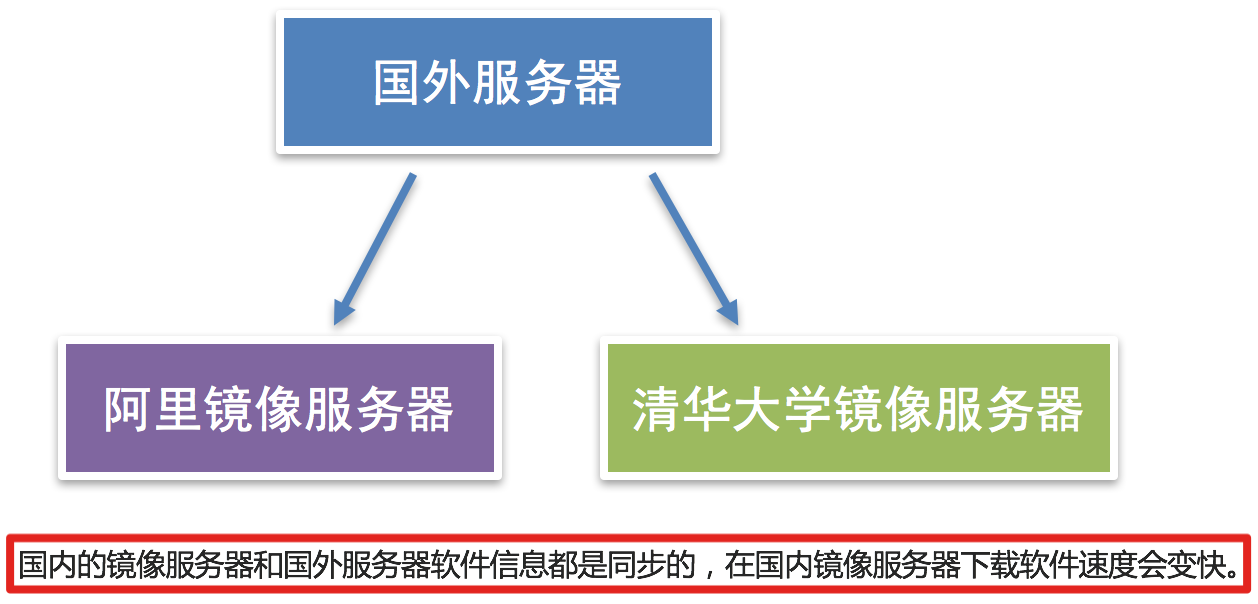 国外服务器
阿里镜像服务器
清华大学镜像服务器
国内的镜像服务器和国外服务器软件信息都是同步的，在国内镜像服务器下载软件速度会变快。